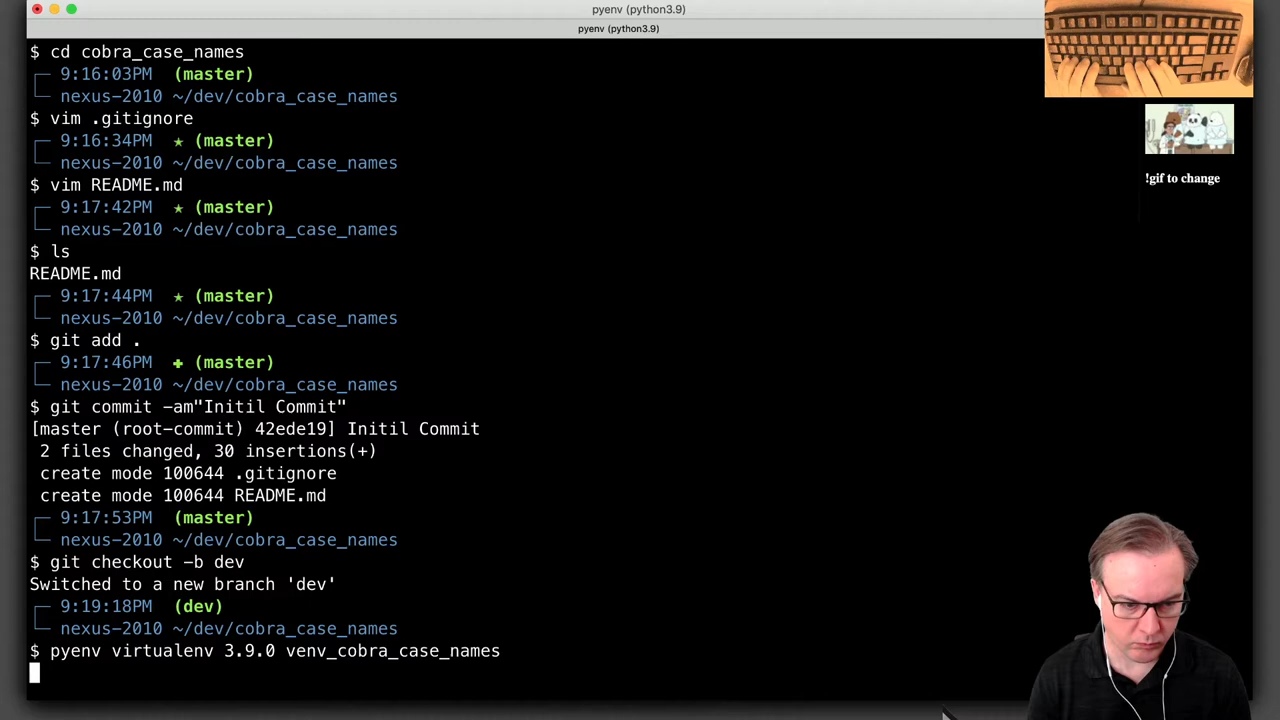 pyenv (python3.9)
pyenv (python3.9)
$ cd cobra_case_names
9:16:03PM (master)
nexus-2010 ~/dev/cobra_case_names
$ vim .gitignore
9:16:34PM ★ (master)
nexus-2010 ~/dev/cobra_case_names
$ vim README.md
9:17:42PM ★ (master)
nexus-2010 ~/dev/cobra_case_names
$ ls
README.md
9:17:44PM ★ (master)
nexus-2010 ~/dev/cobra_case_names
$ git add .
9:17:46PM ✚ (master)
nexus-2010 ~/dev/cobra_case_names
$ git commit -am"Initil Commit"
[master (root-commit) 42ede19] Initil Commit
2 files changed, 30 insertions(+)
create mode 100644 .gitignore
create mode 100644 README.md
9:17:53PM (master)
nexus-2010 ~/dev/cobra_case_names
$ git checkout -b dev
Switched to a new branch 'dev'
9:19:18PM (dev)
nexus-2010 ~/dev/cobra_case_names
$ pyenv virtualenv 3.9.0 venv_cobra_case_names
!gif to change